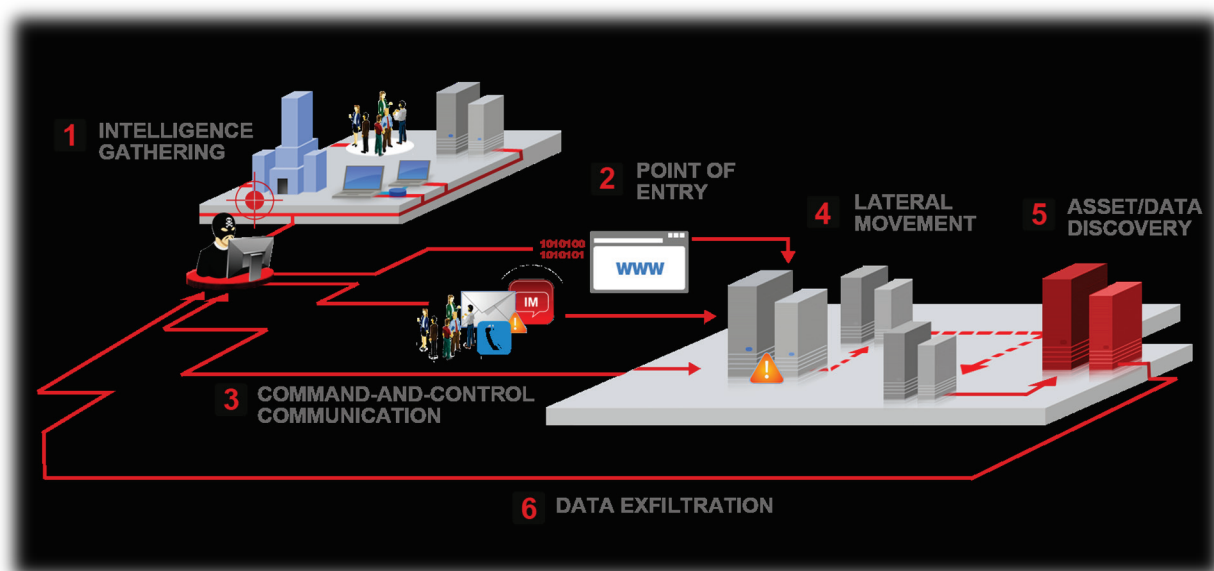 1 INTELLIGENCE
GATHERING
2 POINT OF
ENTRY
4 LATERAL
MOVEMENT
5 ASSET/DATA
DISCOVERY
1010100
1010101
www
IM
3 COMMAND-AND-CONTROL
COMMUNICATION
6 DATA EXFILTRATION